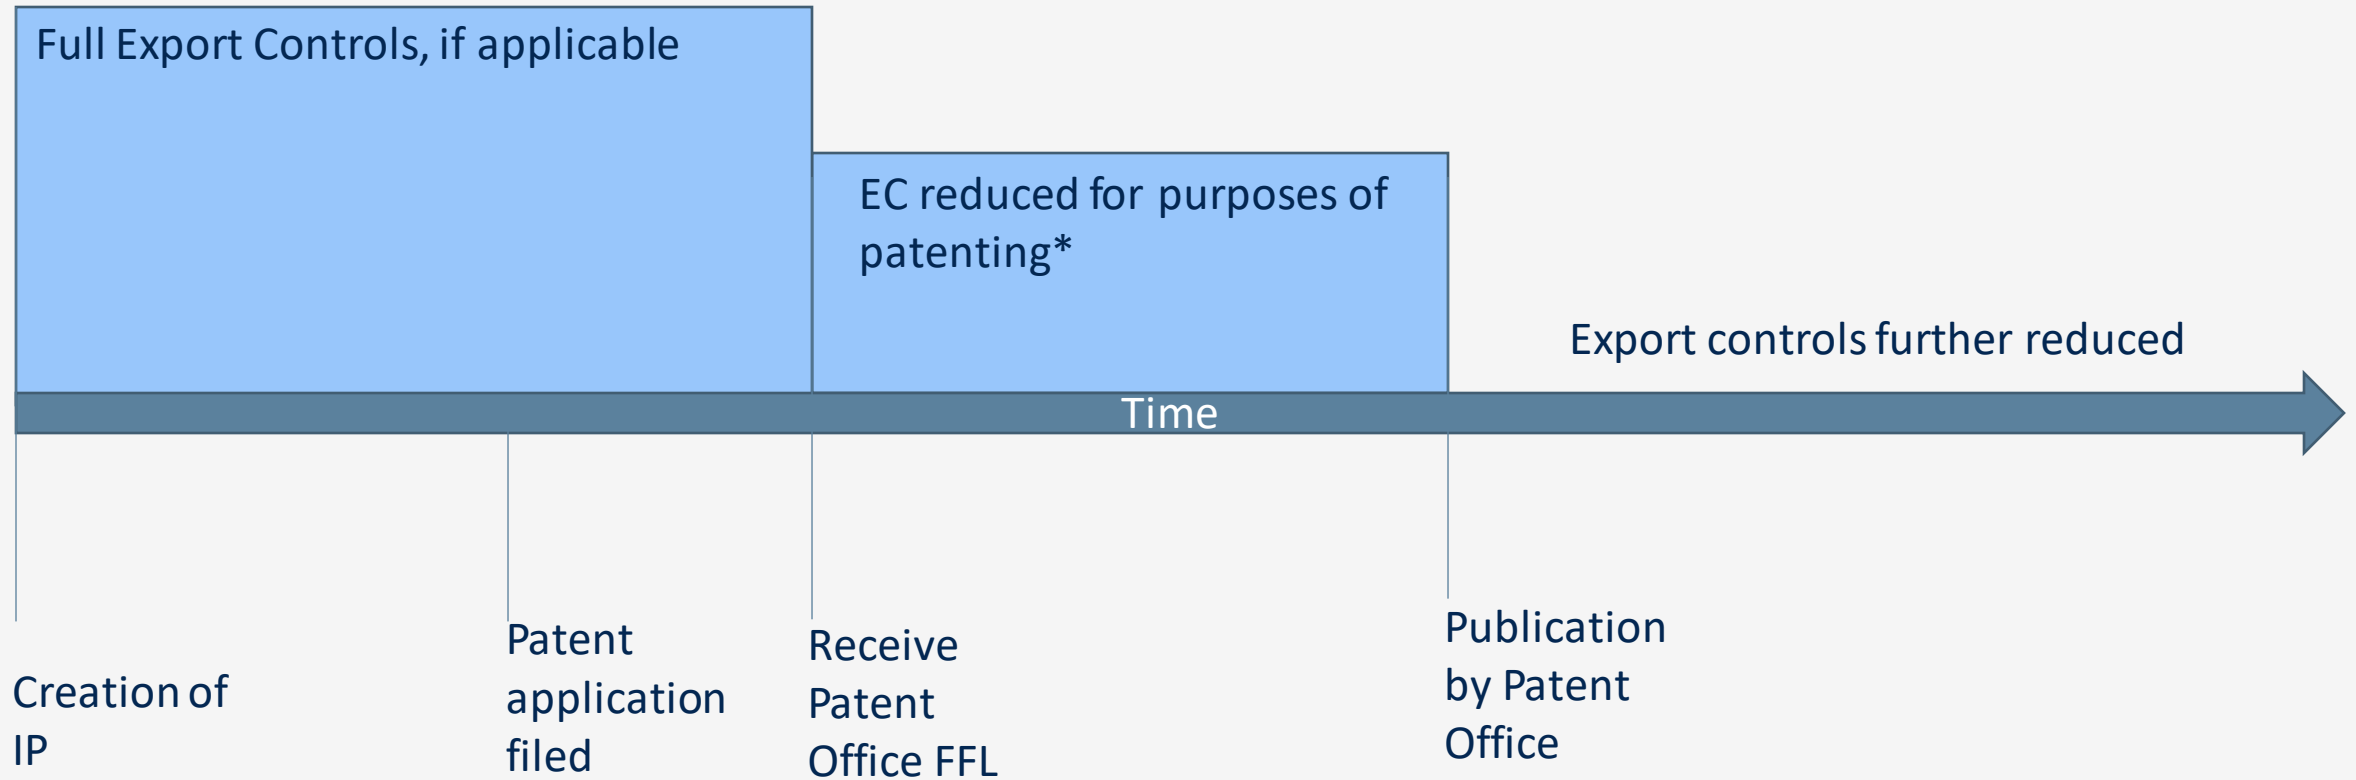 Full Export Controls, if applicable
EC reduced for purposes of
patenting*
Export controls further reduced
Time
Creation of
IP
Patent
application
filed
Receive
Patent
Office FFL
Publication
by Patent
Office